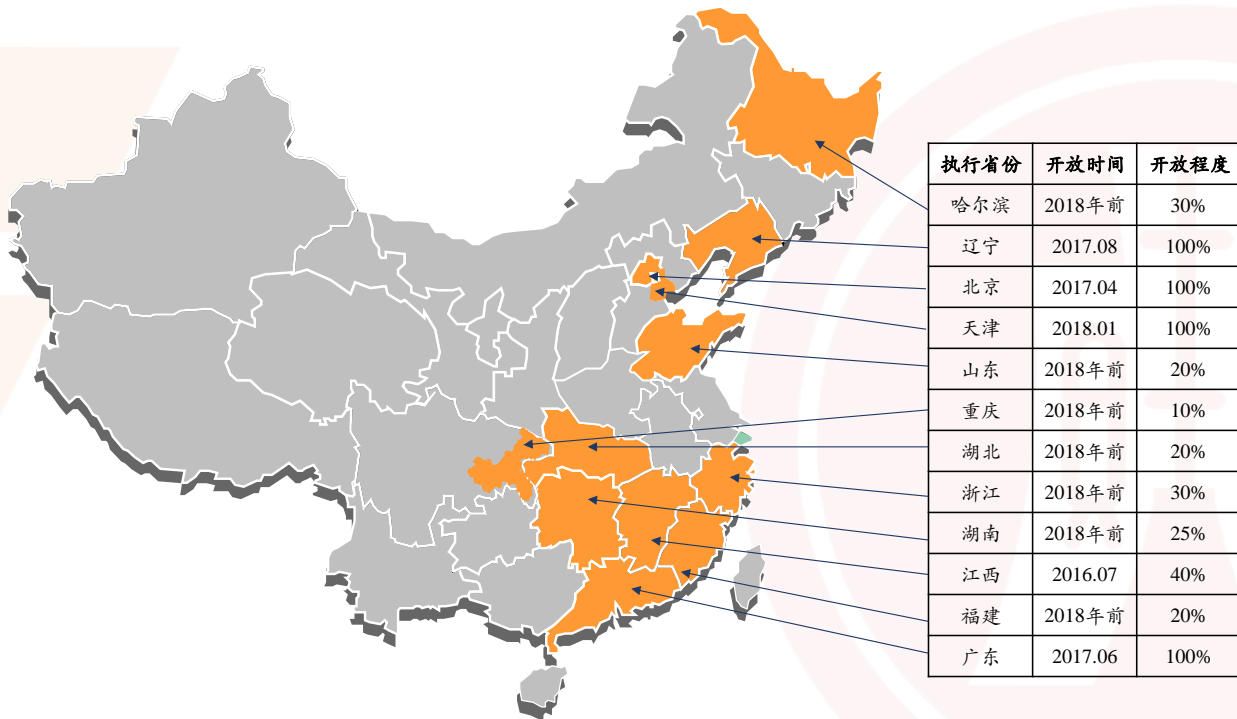 执行省份 开放时间 开放程度
哈尔滨 2018年前 30%
辽宁 2017.08 100%
北京 2017.04 100%
天津 2018.01 100%
山东 2018年前 20%
重庆 2018年前 10%
湖北 2018年前 20%
浙江 2018年前 30%
湖南 2018年前 25%
江西 2016.07 40%
福建 2018年前 20%
广东 2017.06 100%